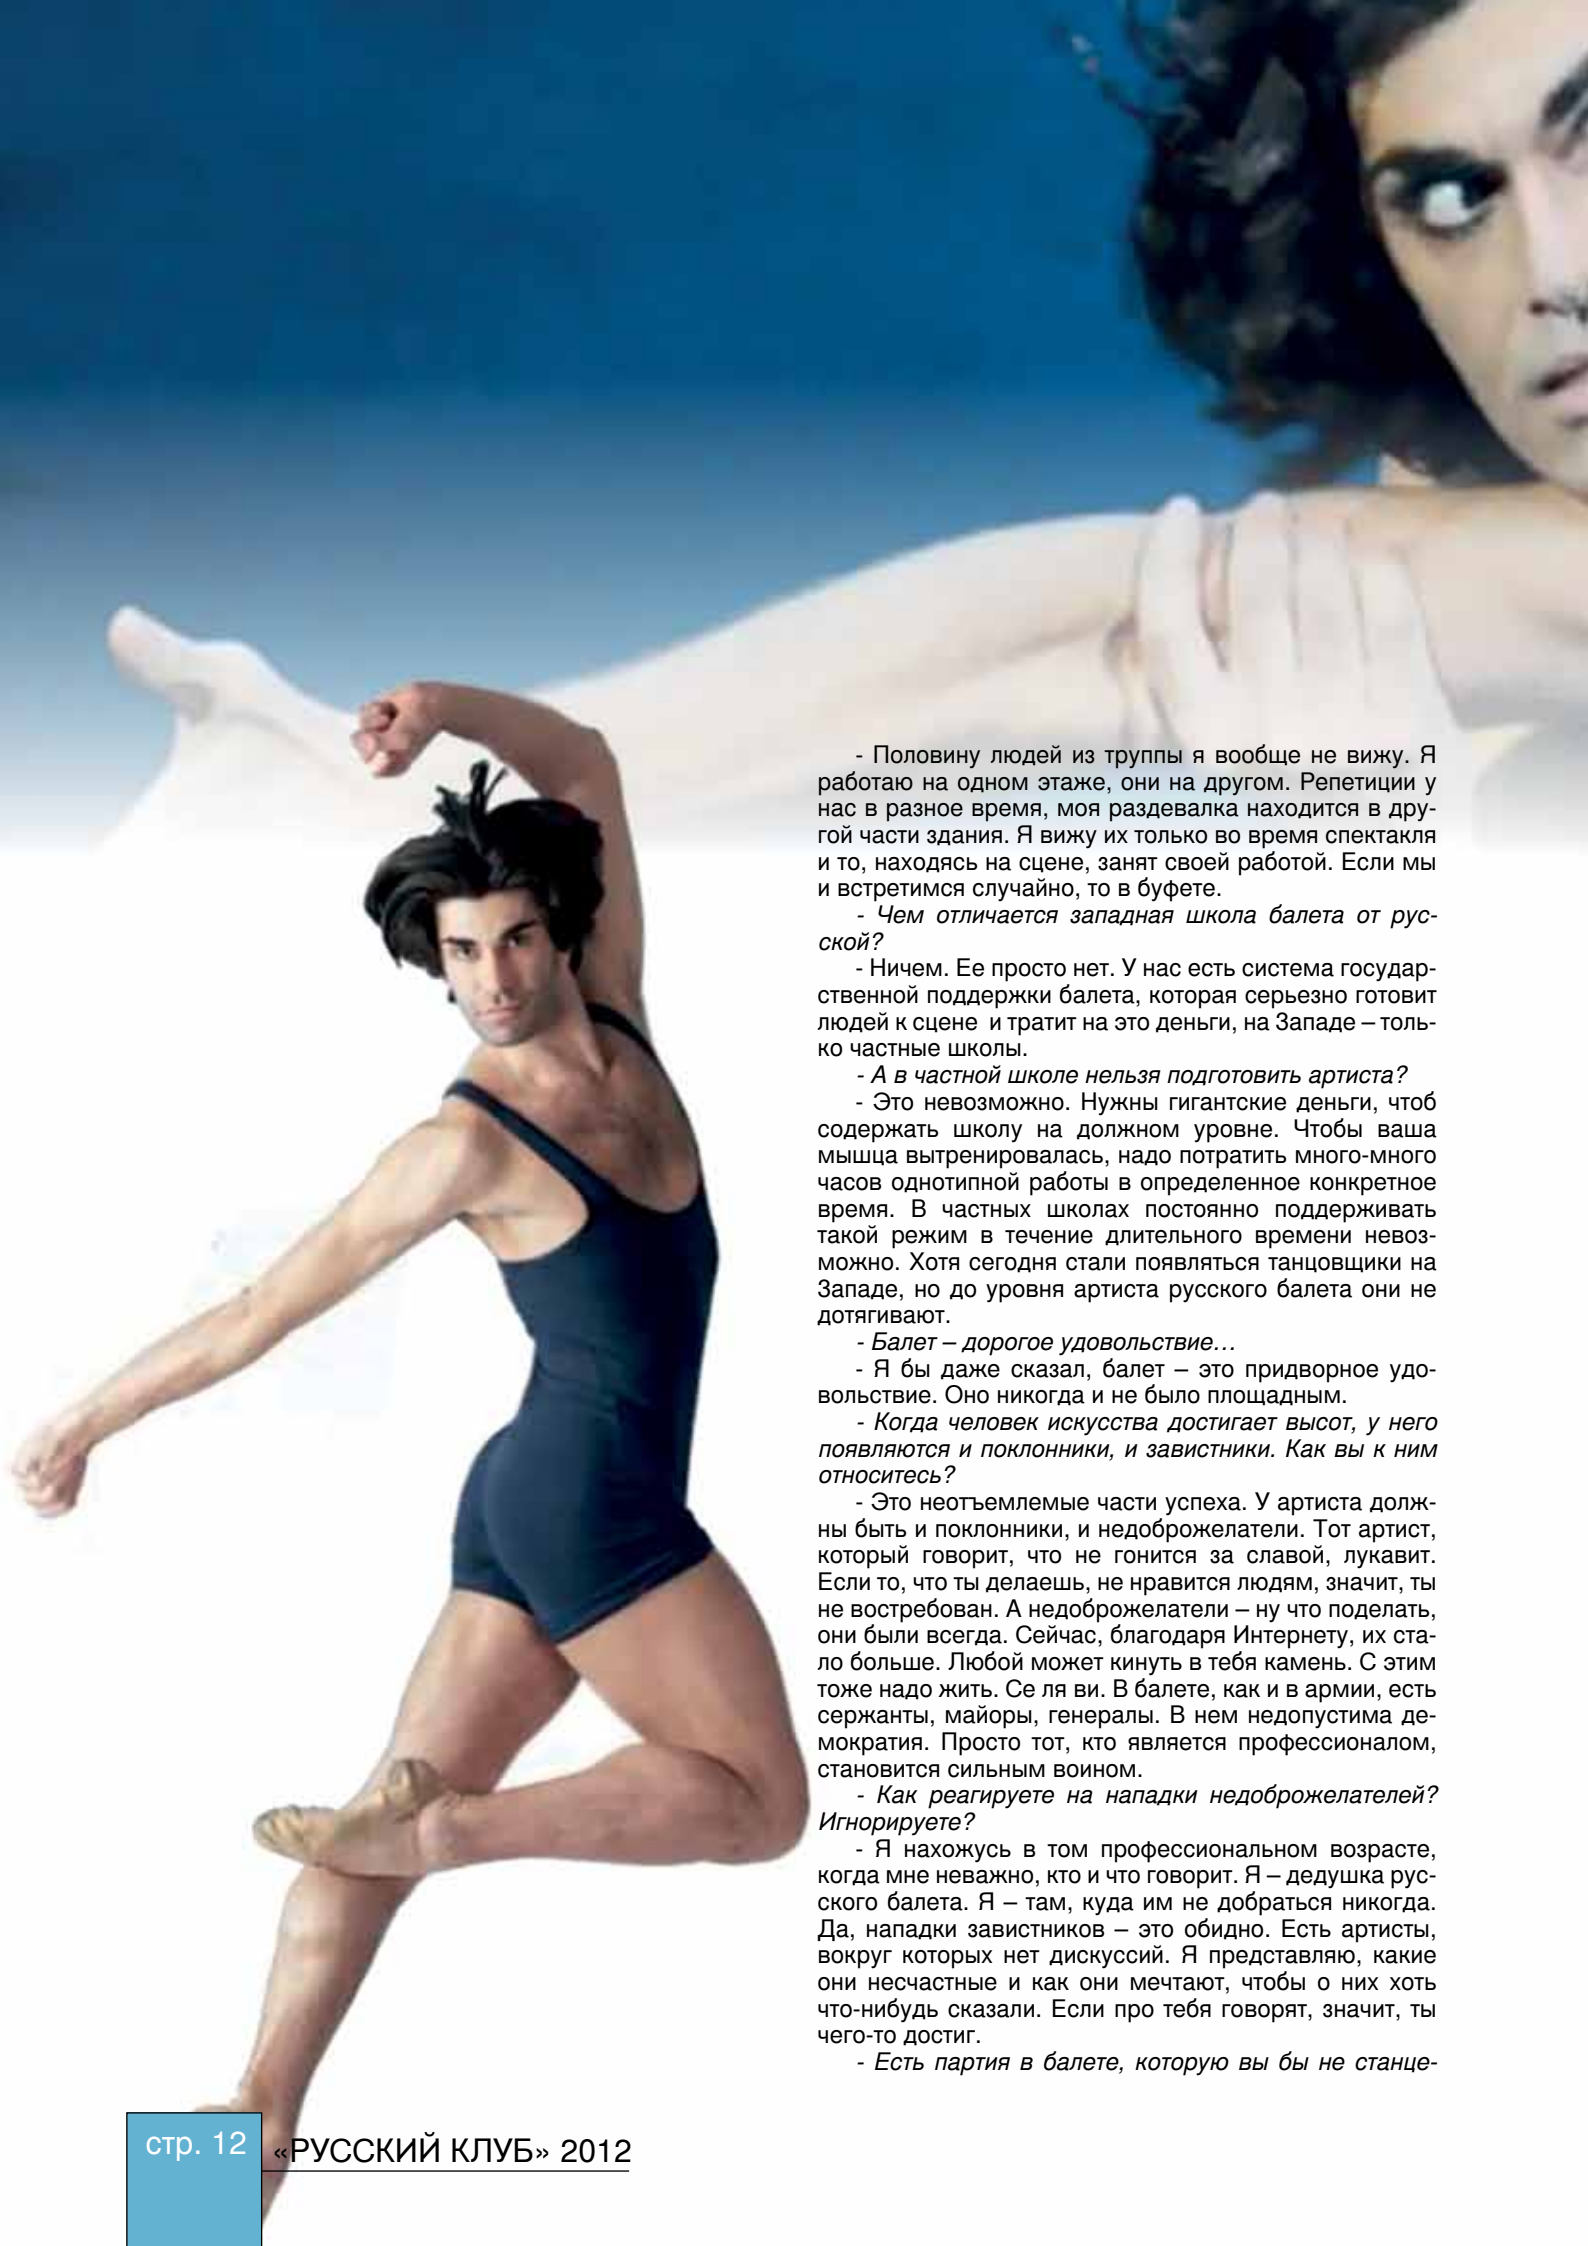 - Половину людей из труппы я вообще не вижу. Я
работаю на одном этаже, они на другом. Репетиции у
нас в разное время, моя раздевалка находится в дру-
гой части здания. Я вижу их только во время спектакля
и то, находясь на сцене, занят своей работой. Если мы
и встретимся случайно, то в буфете.
- Чем отличается западная школа балета от рус-
ской?
- Ничем. Ее просто нет. У нас есть система государ-
ственной поддержки балета, которая серьезно готовит
людей к сцене и тратит на это деньги, на Западе – толь-
ко частные школы.
- А в частной школе нельзя подготовить артиста?
- Это невозможно. Нужны гигантские деньги, чтоб
содержать школу на должном уровне. Чтобы ваша
мышца вытренировалась, надо потратить много-много
часов однотипной работы в определенное конкретное
время. В частных школах постоянно поддерживать
такой режим в течение длительного времени невоз-
можно. Хотя сегодня стали появляться танцовщики на
Западе, но до уровня артиста русского балета они не
дотягивают.
- Балет – дорогое удовольствие…
- Я бы даже сказал, балет – это придворное удо-
вольствие. Оно никогда и не было площадным.
- Когда человек искусства достигает высот, у него
появляются и поклонники, и завистники. Как вы к ним
относитесь?
- Это неотъемлемые части успеха. У артиста долж-
ны быть и поклонники, и недоброжелатели. Тот артист,
который говорит, что не гонится за славой, лукавит.
Если то, что ты делаешь, не нравится людям, значит, ты
не востребован. А недоброжелатели – ну что поделать,
они были всегда. Сейчас, благодаря Интернету, их ста-
ло больше. Любой может кинуть в тебя камень. С этим
тоже надо жить. Се ля ви. В балете, как и в армии, есть
сержанты, майоры, генералы. В нем недопустима де-
мократия. Просто тот, кто является профессионалом,
становится сильным воином.
- Как реагируете на нападки недоброжелателей?
Игнорируете?
- Я нахожусь в том профессиональном возрасте,
когда мне неважно, кто и что говорит. Я – дедушка рус-
ского балета. Я – там, куда им не добраться никогда.
Да, нападки завистников – это обидно. Есть артисты,
вокруг которых нет дискуссий. Я представляю, какие
они несчастные и как они мечтают, чтобы о них хоть
что-нибудь сказали. Если про тебя говорят, значит, ты
чего-то достиг.
- Есть партия в балете, которую вы бы не станце-
стр. 12
«РУССКИЙ КЛУБ» 2012